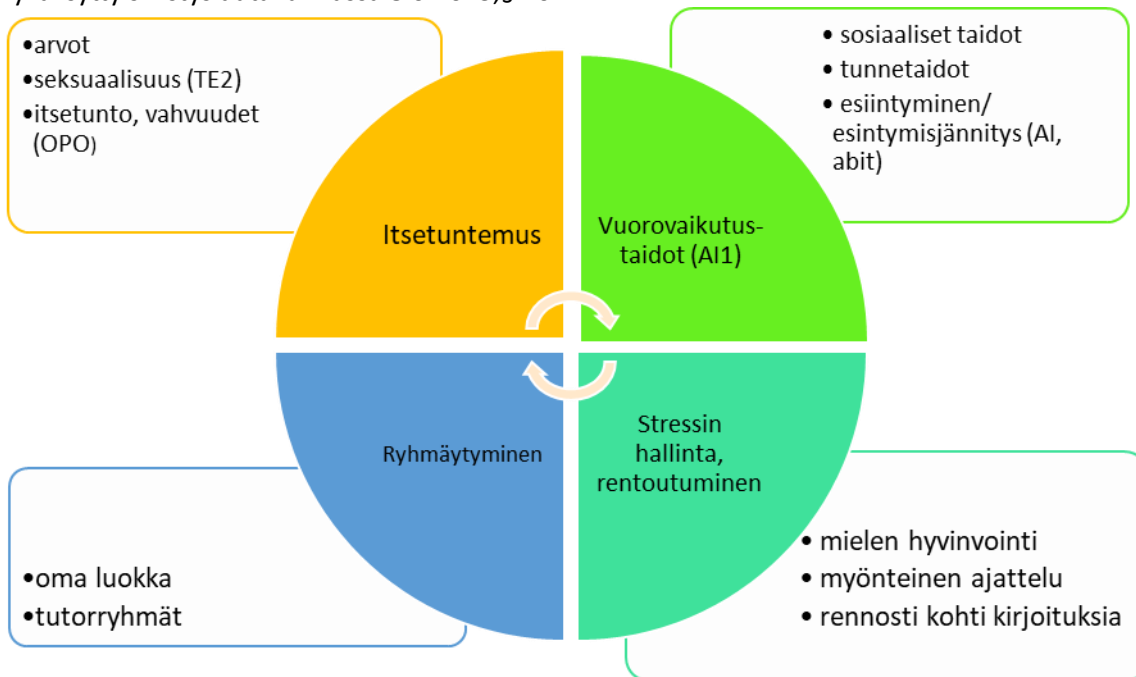 •arvot
•seksuaalisuus (TE2)
•itsetunto, vahvuudet
(OPO)
• sosiaaliset taidot
• tunnetaidot
• esiintyminen/
esintymisjännitys (AI,
abit)
Itsetuntemus
Vuorovaikutus-
taidot (AI1)
Ryhmäytyminen
Stressin
hallinta,
rentoutuminen
•oma luokka
•tutorryhmät
• mielen hyvinvointi
• myönteinen ajattelu
• rennosti kohti kirjoituksia